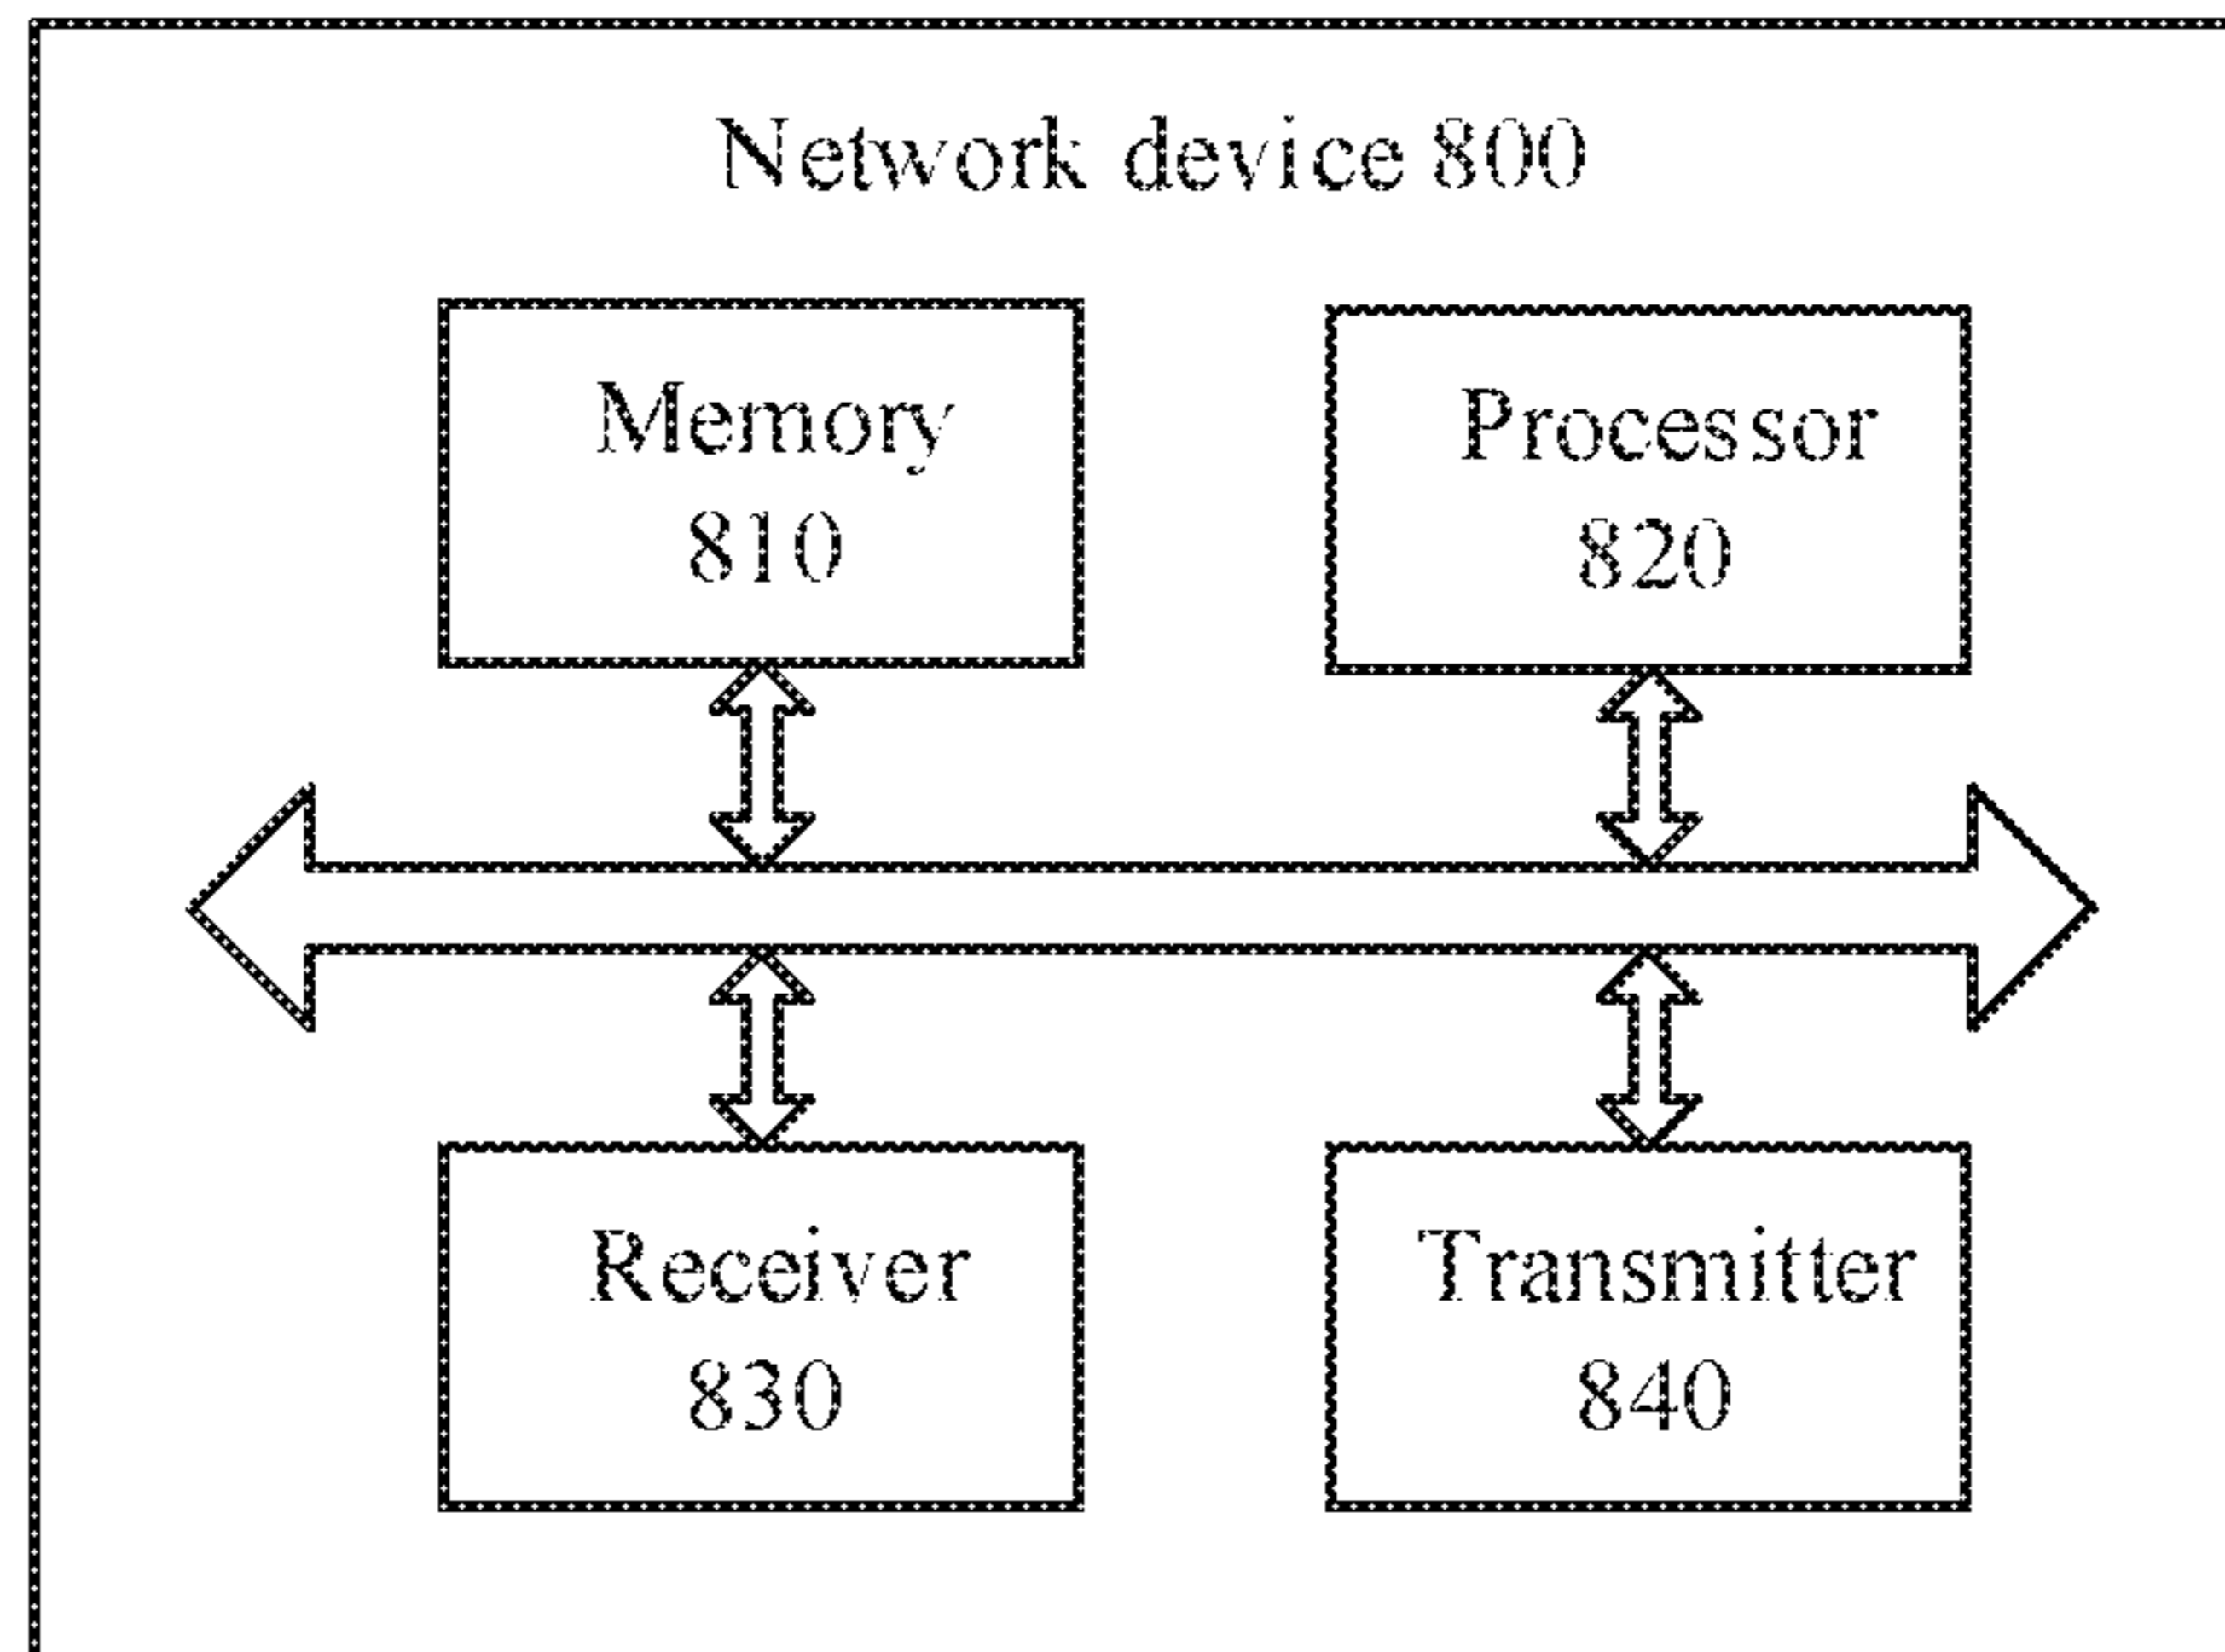 Network device 800
Memory
810
Processor
820
Receiver
830
Transmitter
840